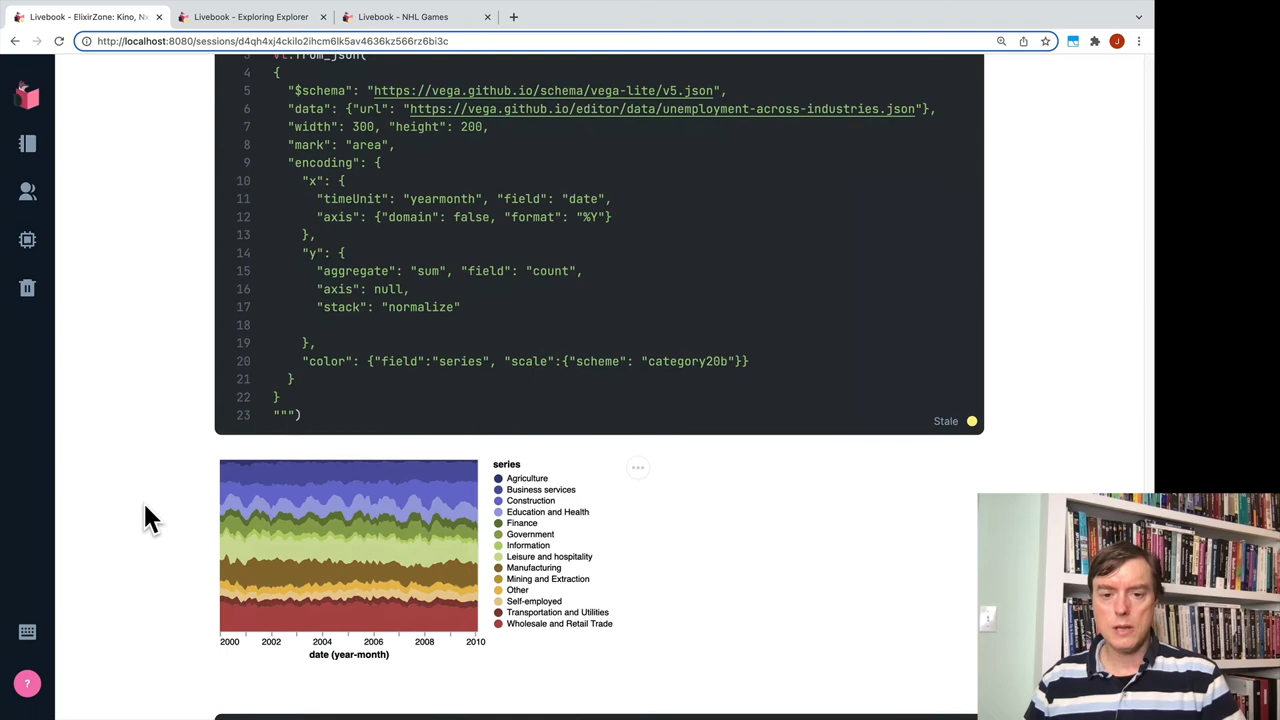 Livebook - ElixirZone: Kino, Nx
Livebook - Exploring Explorer
Livebook - NHL Games
http://localhost:8080/sessions/d4qh4xj4ckilo2ihcm6lk5av4636kz566rz6bi3c
J
3 vl.from_json(
4 {
5 "$schema": "https://vega.github.io/schema/vega-lite/v5.json",
6 "data": {"url": "https://vega.github.io/editor/data/unemployment-across-industries.json"},
7 "width": 300, "height": 200,
8 "mark": "area",
9 "encoding": {
10 "x": {
11 "timeUnit": "yearmonth", "field": "date",
12 "axis": {"domain": false, "format": "%Y"}
13 },
14 "y": {
15 "aggregate": "sum", "field": "count",
16 "axis": null,
17 "stack": "normalize"
18
19 },
20 "color": {"field":"series", "scale":{"scheme": "category20b"}}
21 }
22 }
23 """)
Stale
series
Agriculture
Business services
Construction
Education and Health
Finance
Government
Information
Leisure and hospitality
Manufacturing
Mining and Extraction
Other
Self-employed
Transportation and Utilities
Wholesale and Retail Trade
2000 2002 2004 2006 2008 2010
date (year-month)
?